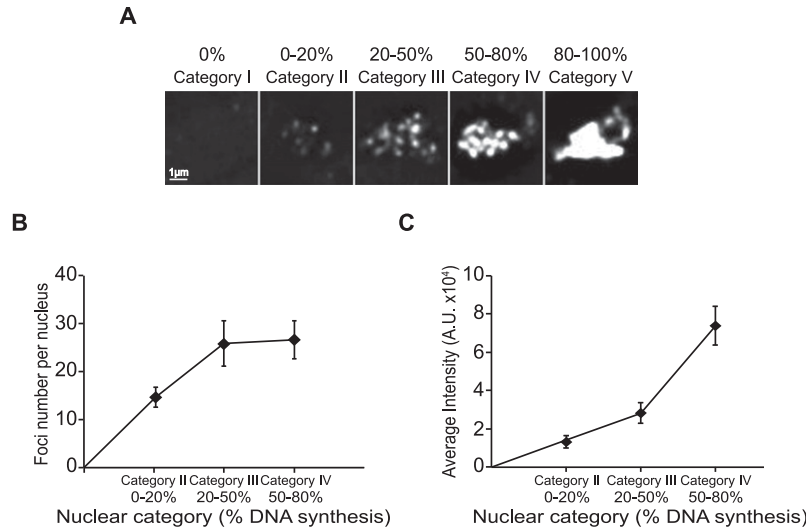 A
0% 0-20% 20-50% 50-80% 80-100%
Category I Category II Category III Category IV Category V
1µm
B
Foci number per nucleus
40
30
20
10
0
Category II Category III Category IV
0-20% 20-50% 50-80%
Nuclear category (% DNA synthesis)
C
Average Intensity (A.U. x10⁴)
10
8
6
4
2
0
Category II Category III Category IV
0-20% 20-50% 50-80%
Nuclear category (% DNA synthesis)